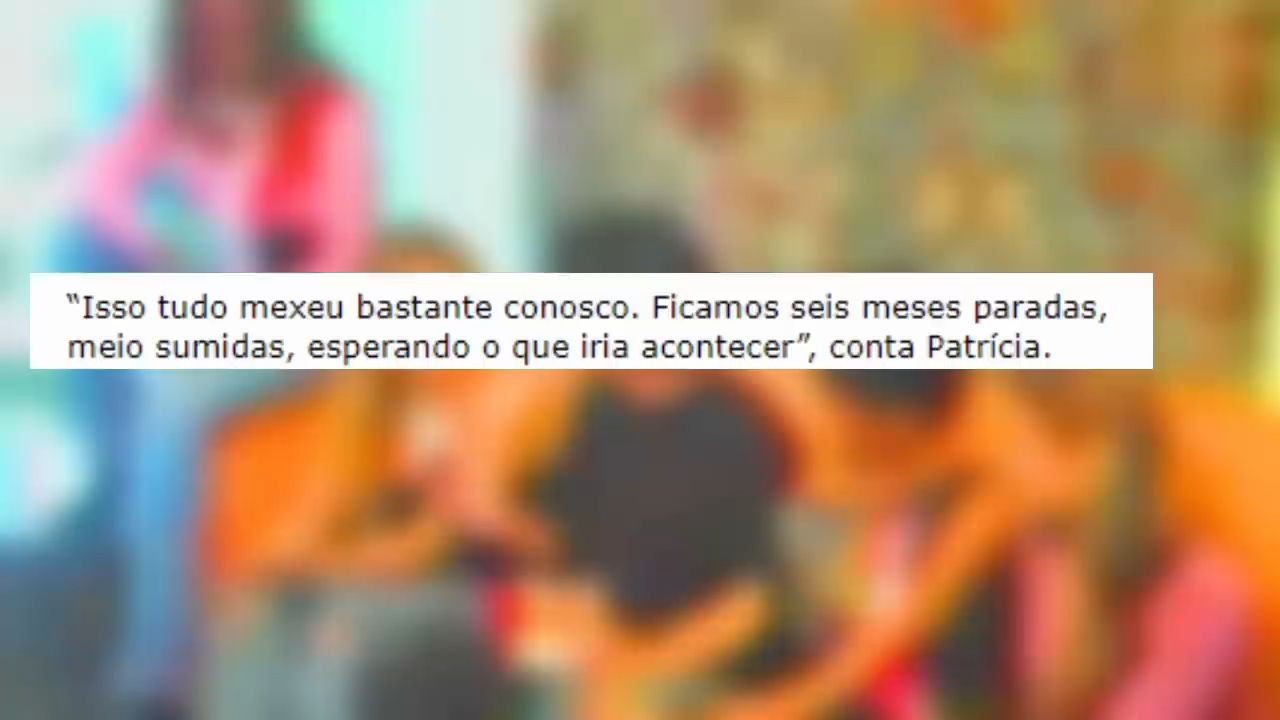 “Isso tudo mexeu bastante conosco. Ficamos seis meses paradas,
meio sumidas, esperando o que iria acontecer”, conta Patrícia.